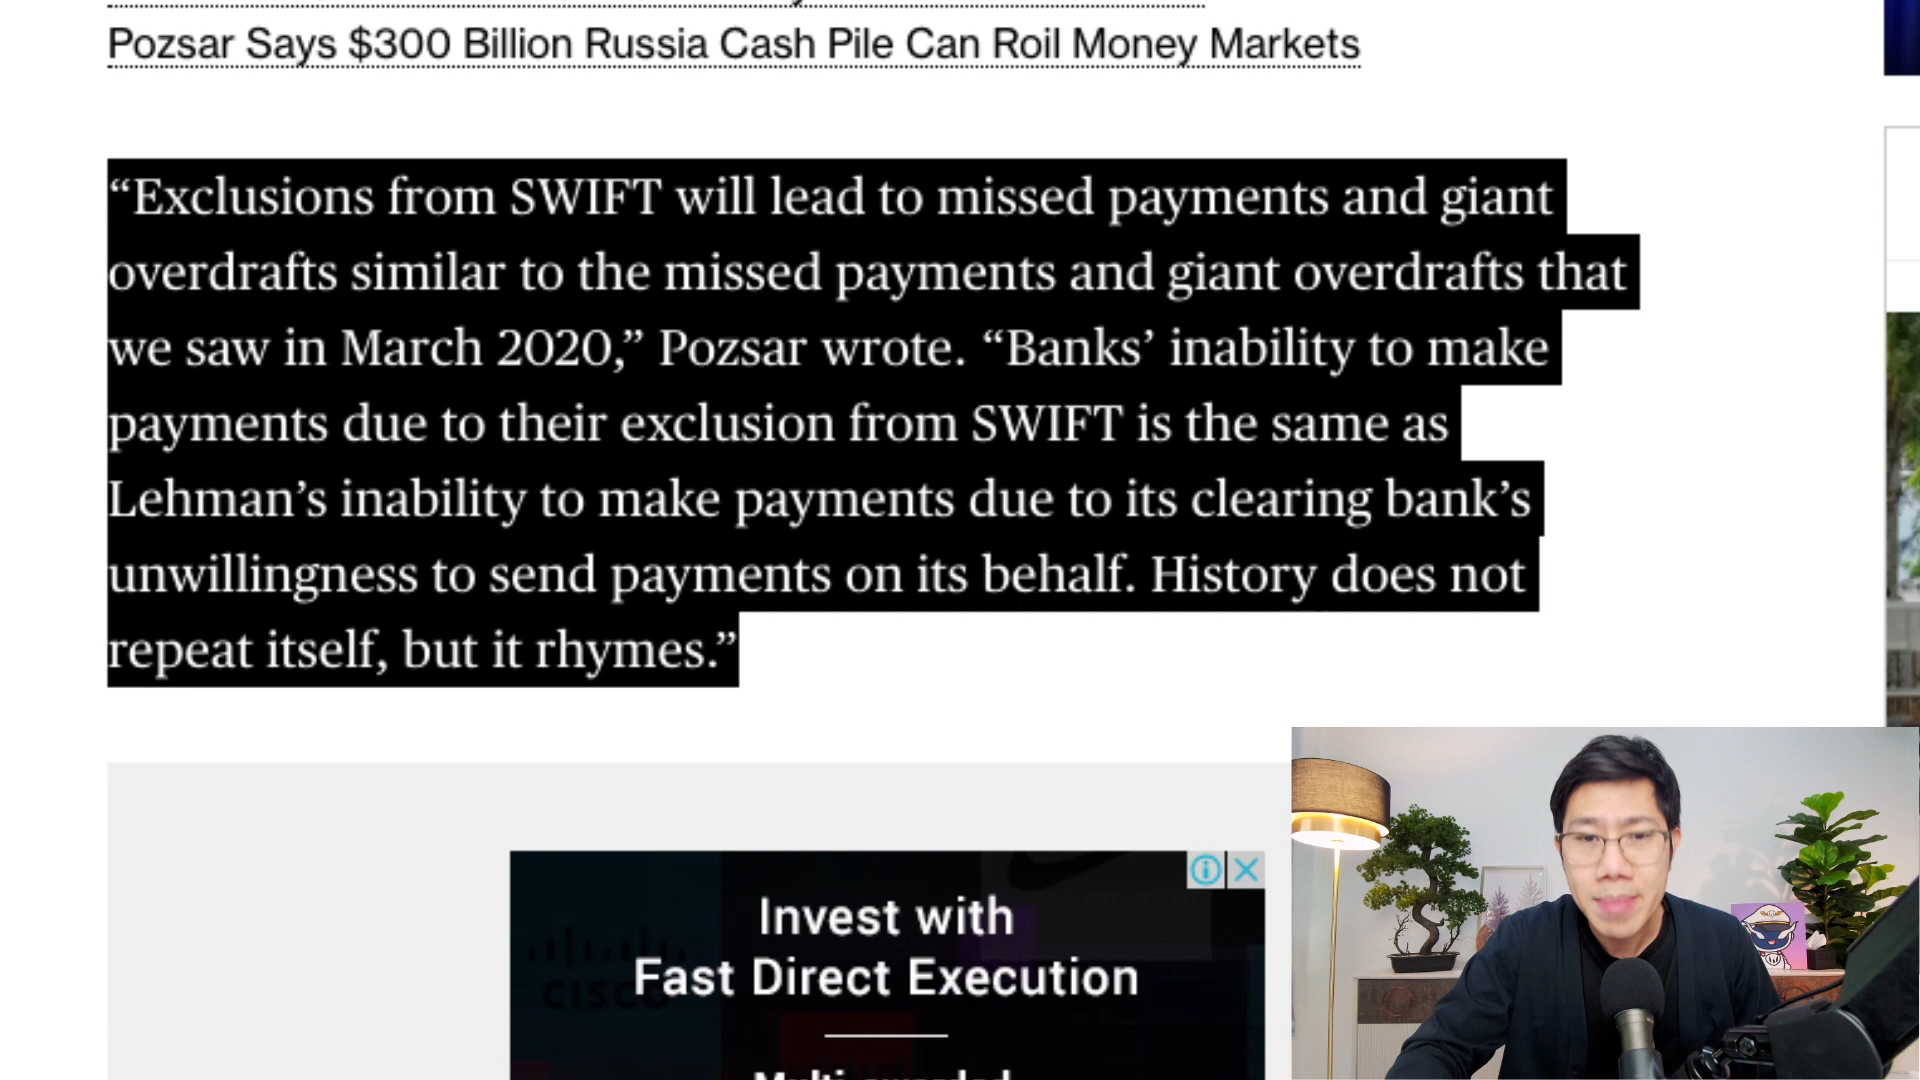 Pozsar Says $300 Billion Russia Cash Pile Can Roil Money Markets
“Exclusions from SWIFT will lead to missed payments and giant
overdrafts similar to the missed payments and giant overdrafts that
we saw in March 2020,” Pozsar wrote. “Banks’ inability to make
payments due to their exclusion from SWIFT is the same as
Lehman’s inability to make payments due to its clearing bank’s
unwillingness to send payments on its behalf. History does not
repeat itself, but it rhymes.”
Invest with
Fast Direct Execution
CISCO